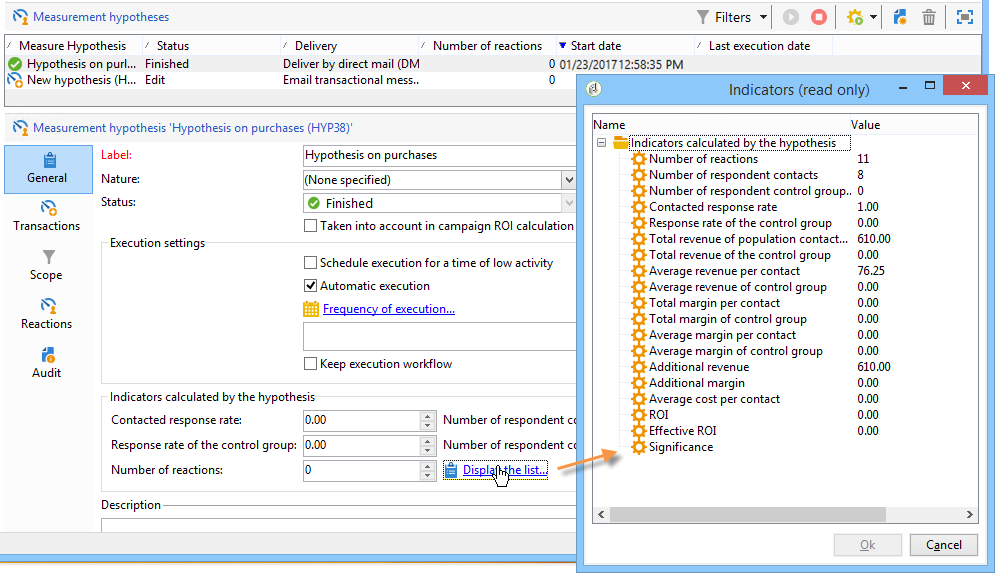 Measurement hypotheses
Filters
Measure Hypothesis Status Delivery Number of reactions Start date Last execution date
Hypothesis on purl... Finished Deliver by direct mail (DM 0 01/23/2017 12:58:35 PM
New hypothesis (H... Edit Email transactional mess... 0
Measurement hypothesis 'Hypothesis on purchases (HYP38)'
General
Transactions
Scope
Reactions
Audit
Label: Hypothesis on purchases
Nature: (None specified)
Status: Finished
Taken into account in campaign ROI calculation
Execution settings
Schedule execution for a time of low activity
Automatic execution
Frequency of execution...
Keep execution workflow
Indicators calculated by the hypothesis
Contacted response rate: 0.00 Number of respondent co
Response rate of the control group: 0.00 Number of respondent co
Number of reactions: 0 Display the list...
Description
Indicators (read only)
Name Value
Indicators calculated by the hypothesis
Number of reactions 11
Number of respondent contacts 8
Number of respondent control group... 0
Contacted response rate 1.00
Response rate of the control group 0.00
Total revenue of population contact... 610.00
Total revenue of the control group 0.00
Average revenue per contact 76.25
Average revenue of control group 0.00
Total margin per contact 0.00
Total margin of control group 0.00
Average margin per contact 0.00
Average margin of control group 0.00
Additional revenue 610.00
Additional margin 0.00
Average cost per contact 0.00
ROI 0.00
Effective ROI 0.00
Significance
Ok Cancel